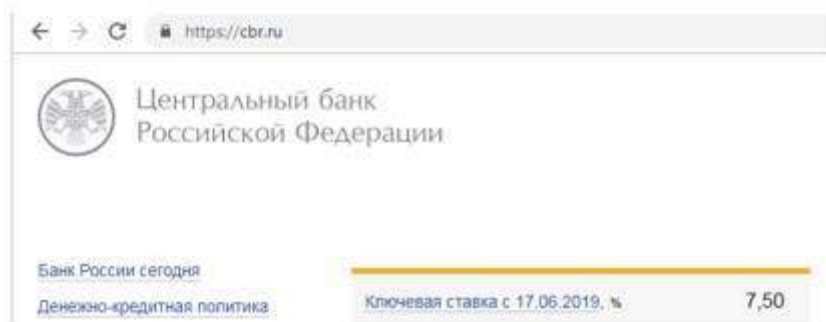 https://cbr.ru
Центральный банк
Российской Федерации
Банк России сегодня
Денежно-кредитная политика
Ключевая ставка с 17.06.2019, % 7,50